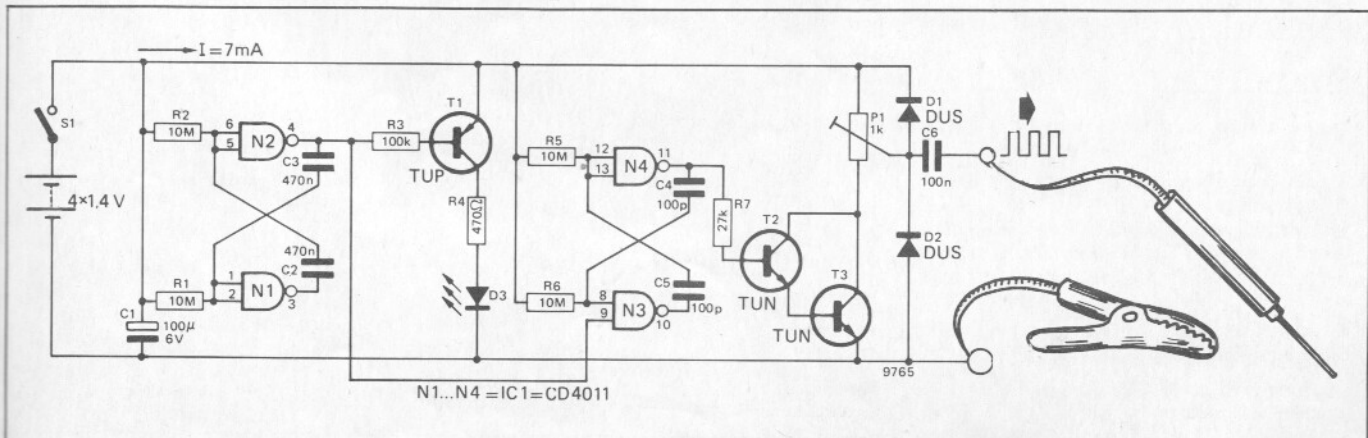 I = 7mA
S1
4×1,4 V
R2
10M
6
5
N2
4
C3
470n
470n
C2
R1
10M
1
2
N1
3
C1
100µ
6V
R3
100k
T1
TUP
R4
470Ω
D3
R5
10M
12
13
N4
11
C4
100p
R7
27k
R6
10M
8
9
N3
10
C5
100p
T2
TUN
T3
TUN
P1
1k
D1
DUS
C6
100n
D2
DUS
9765
N1...N4 = IC1 = CD4011